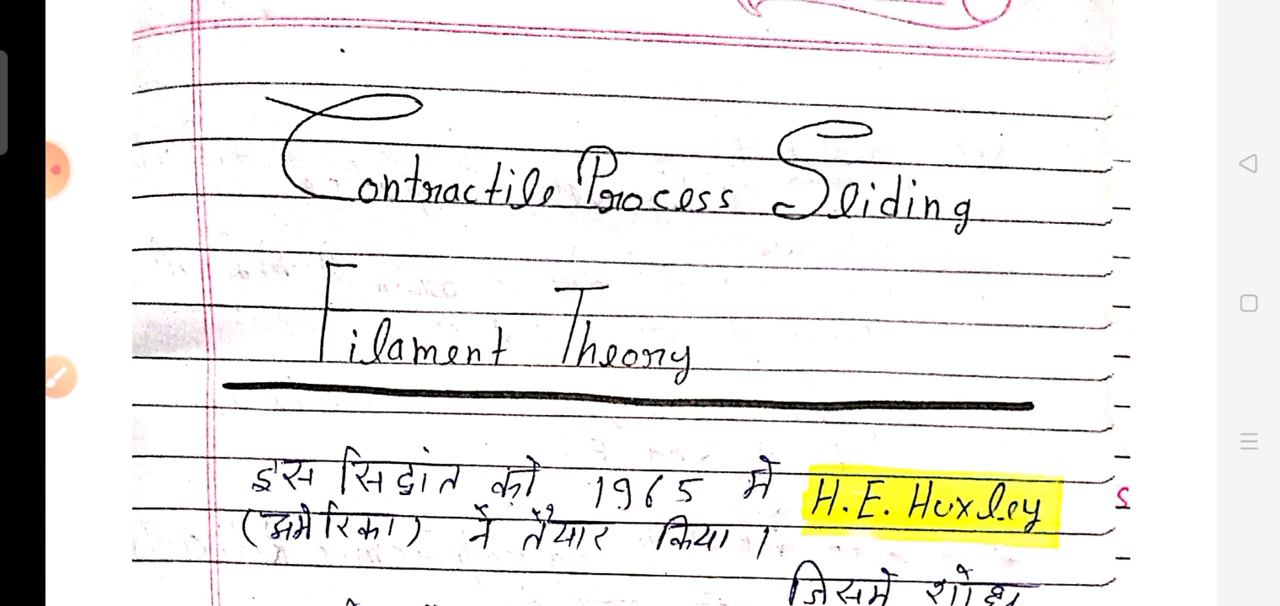 Contractile Process Sliding
Filament Theory
इस सिद्धांत को 1965 में H.E. Huxley
(अमेरिका) ने तैयार किया।
जिसमें शोध